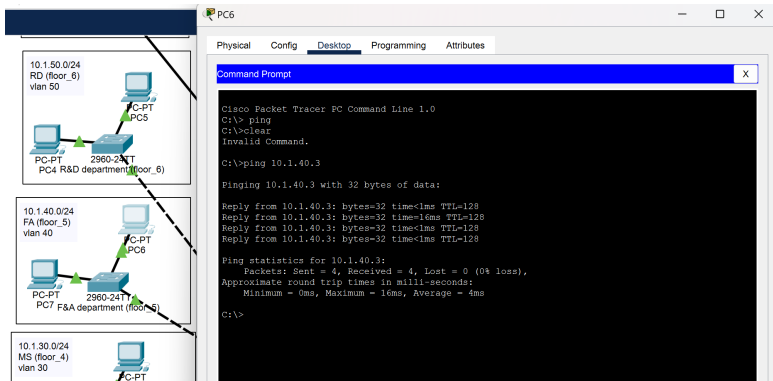 PC6
Physical Config Desktop Programming Attributes
Command Prompt
X
Cisco Packet Tracer PC Command Line 1.0
C:\> ping
C:\>clear
Invalid Command.
C:\>ping 10.1.40.3
Pinging 10.1.40.3 with 32 bytes of data:
Reply from 10.1.40.3: bytes=32 time<1ms TTL=128
Reply from 10.1.40.3: bytes=32 time=16ms TTL=128
Reply from 10.1.40.3: bytes=32 time<1ms TTL=128
Reply from 10.1.40.3: bytes=32 time<1ms TTL=128
Ping statistics for 10.1.40.3:
Packets: Sent = 4, Received = 4, Lost = 0 (0% loss),
Approximate round trip times in milli-seconds:
Minimum = 0ms, Maximum = 16ms, Average = 4ms
C:\>
10.1.50.0/24
RD (floor_6)
vlan 50
PC-PT
PC5
PC-PT
PC4
2960-24TT
R&D department (floor_6)
10.1.40.0/24
FA (floor_5)
vlan 40
PC-PT
PC6
PC-PT
PC7
2960-24TT
F&A department (floor_5)
10.1.30.0/24
MS (floor_4)
vlan 30
PC-PT